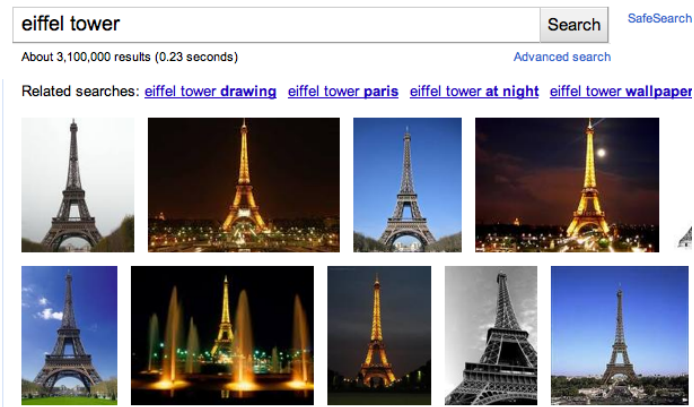 eiffel tower
Search
SafeSearch
About 3,100,000 results (0.23 seconds)
Advanced search
Related searches: eiffel tower drawing eiffel tower paris eiffel tower at night eiffel tower wallpaper